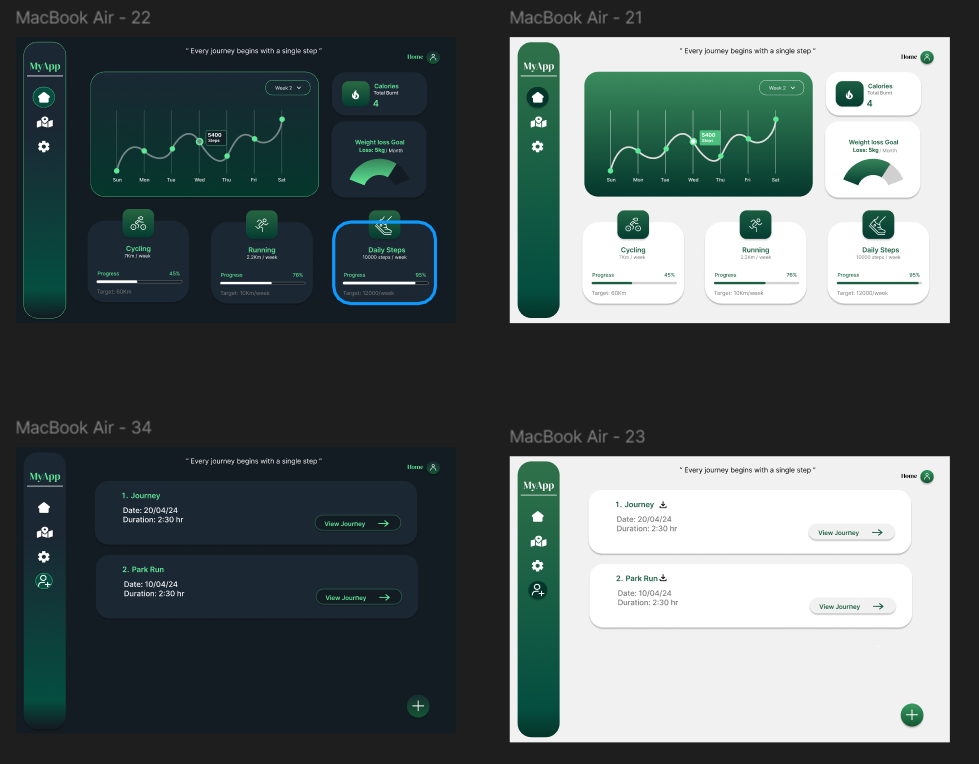 MacBook Air - 22
" Every journey begins with a single step "
Home
MyApp
Week 2
5400
Steps
Sun Mon Tue Wed Thu Fri Sat
Calories
Total Burnt
4
Weight loss Goal
Loss: 5kg / Month
Cycling
7Km / week
Progress 45%
Target: 60Km
Running
2.2Km / week
Progress 76%
Target: 10Km/week
Daily Steps
10000 steps / week
Progress 95%
Target: 12000/week
MacBook Air - 21
" Every journey begins with a single step "
Home
MyApp
Week 2
5400
Steps
Sun Mon Tue Wed Thu Fri Sat
Calories
Total Burnt
4
Weight loss Goal
Loss: 5kg / Month
Cycling
7Km / week
Progress 45%
Target: 60Km
Running
2.2Km / week
Progress 76%
Target: 10Km/week
Daily Steps
10000 steps / week
Progress 95%
Target: 12000/week
MacBook Air - 34
" Every journey begins with a single step "
Home
MyApp
1. Journey
Date: 20/04/24
Duration: 2:30 hr
View Journey
2. Park Run
Date: 10/04/24
Duration: 2:30 hr
View Journey
MacBook Air - 23
" Every journey begins with a single step "
Home
MyApp
1. Journey
Date: 20/04/24
Duration: 2:30 hr
View Journey
2. Park Run
Date: 10/04/24
Duration: 2:30 hr
View Journey